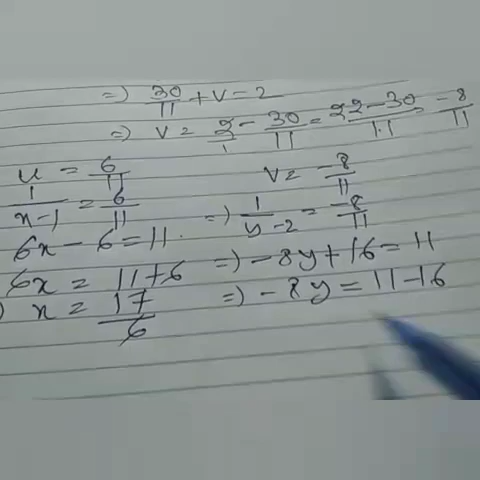 =) 30/11 + v = 2
=) v = 2/1 - 30/11 = 22-30/11 = -8/11
u = 6/11
v = -8/11
1/x-1 = 6/11
=) 1/y-2 = -8/11
6x - 6 = 11
=) -8y + 16 = 11
6x = 11+6
=) -8y = 11-16
) x = 17/6